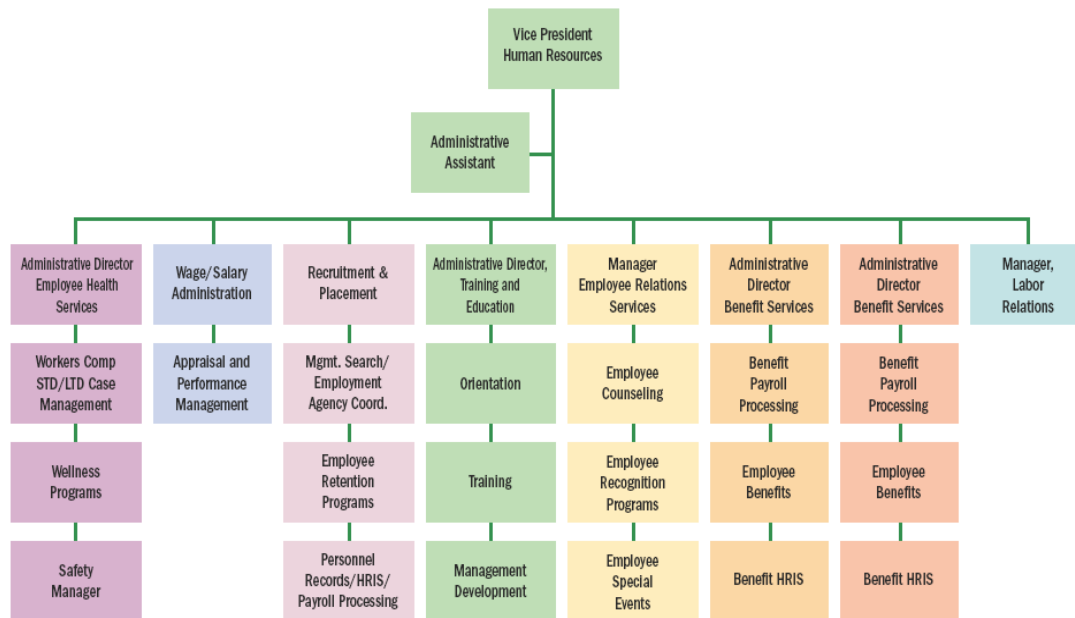 Vice President
Human Resources
Administrative
Assistant
Administrative Director
Employee Health
Services
Wage/Salary
Administration
Recruitment &
Placement
Administrative Director,
Training and
Education
Manager
Employee Relations
Services
Administrative
Director
Benefit Services
Administrative
Director
Benefit Services
Manager,
Labor
Relations
Workers Comp
STD/LTD Case
Management
Appraisal and
Performance
Management
Mgmt. Search/
Employment
Agency Coord.
Orientation
Employee
Counseling
Benefit
Payroll
Processing
Benefit
Payroll
Processing
Wellness
Programs
Employee
Retention
Programs
Training
Employee
Recognition
Programs
Employee
Benefits
Employee
Benefits
Safety
Manager
Personnel
Records/HRIS/
Payroll Processing
Management
Development
Employee
Special
Events
Benefit HRIS
Benefit HRIS